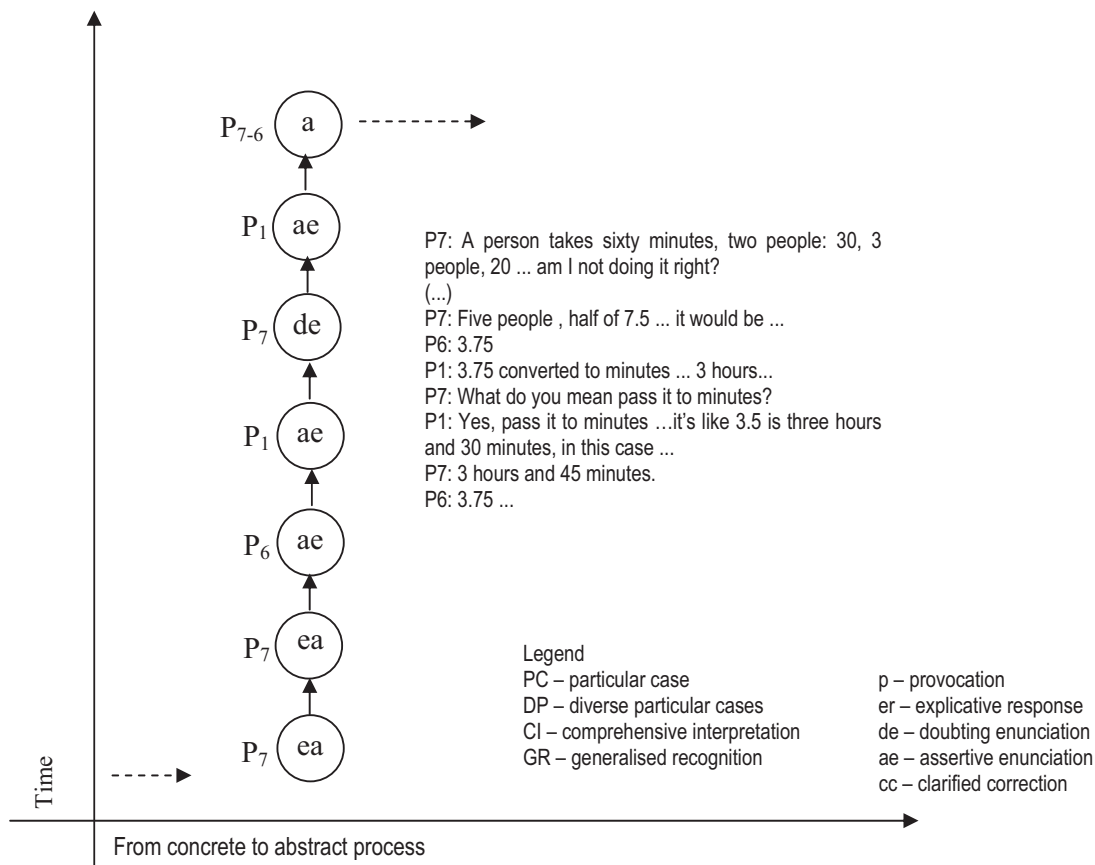 P7-6 a
P1 ae
P7: A person takes sixty minutes, two people: 30, 3
people, 20 ... am I not doing it right?
(...)
P7: Five people , half of 7.5 ... it would be ...
P6: 3.75
P1: 3.75 converted to minutes ... 3 hours...
P7: What do you mean pass it to minutes?
P1: Yes, pass it to minutes …it's like 3.5 is three hours
and 30 minutes, in this case ...
P7: 3 hours and 45 minutes.
P6: 3.75 ...
P7 de
P1 ae
P6 ae
P7 ea
P7 ea
Legend
PC – particular case
DP – diverse particular cases
CI – comprehensive interpretation
GR – generalised recognition
p – provocation
er – explicative response
de – doubting enunciation
ae – assertive enunciation
cc – clarified correction
Time
From concrete to abstract process